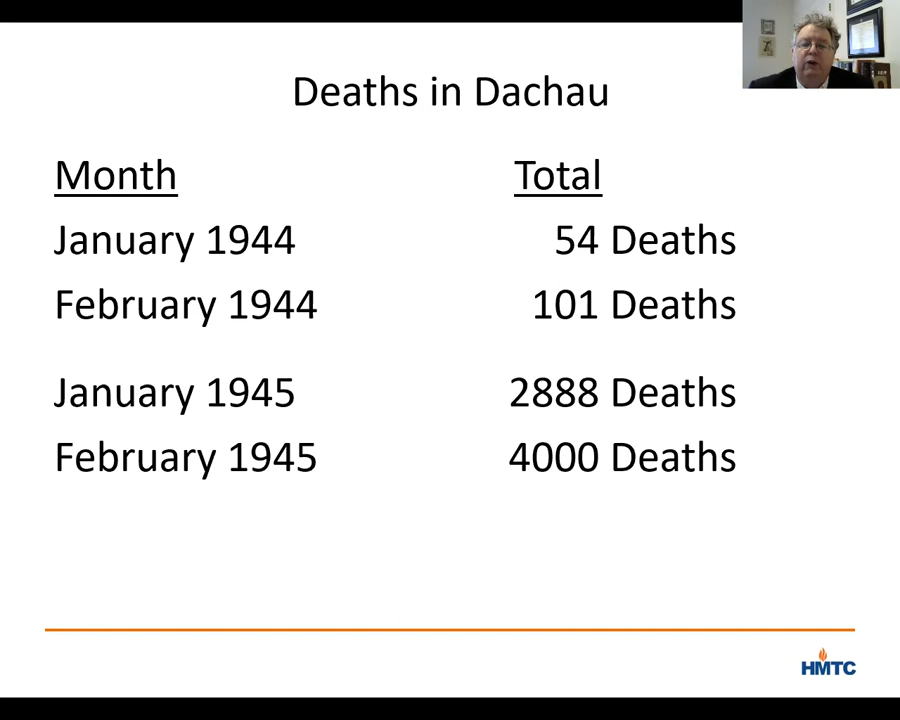 Deaths in Dachau
Month Total
January 1944 54 Deaths
February 1944 101 Deaths
January 1945 2888 Deaths
February 1945 4000 Deaths
HMTC